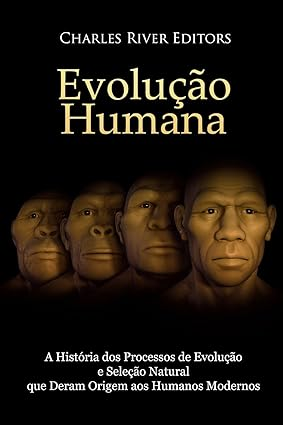 CHARLES RIVER EDITORS
Evolução
Humana
A História dos Processos de Evolução
e Seleção Natural
que Deram Origem aos Humanos Modernos